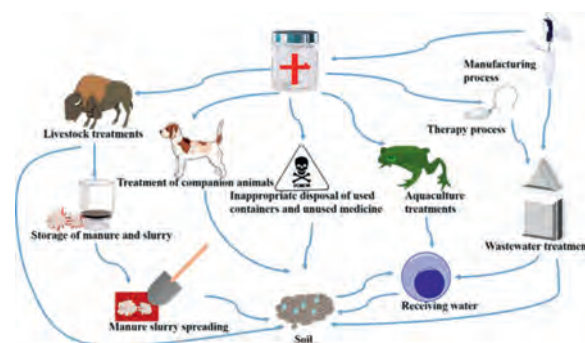 Manufacturing
process
Livestock treatments
Therapy process
Treatment of companion animals
Inappropriate disposal of used
containers and unused medicine
Aquaculture
treatments
Storage of manure and slurry
Wastewater treatment
Manure slurry spreading
Receiving water
Soil